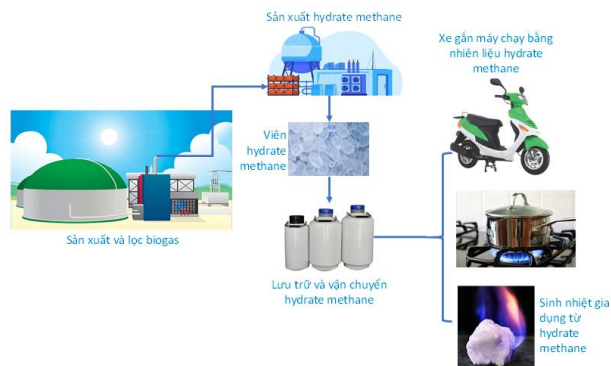 Sản xuất hydrate methane
Xe gắn máy chạy bằng
nhiên liệu hydrate
methane
Viên
hydrate
methane
Sản xuất và lọc biogas
Lưu trữ và vận chuyển
hydrate methane
Sinh nhiệt gia
dụng từ
hydrate
methane